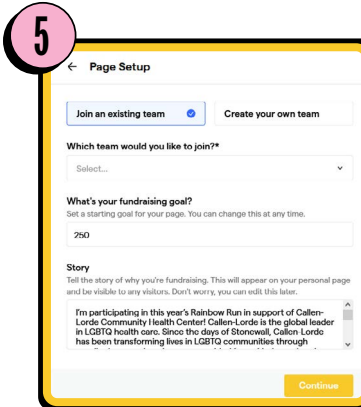 5
← Page Setup
Join an existing team
Create your own team
Which team would you like to join?*
Select...
What's your fundraising goal?
Set a starting goal for your page. You can change this at any time.
250
Story
Tell the story of why you're fundraising. This will appear on your personal page
and be visible to any visitors. Don't worry, you can edit this later.
I'm participating in this year's Rainbow Run in support of Callen-
Lorde Community Health Center! Callen-Lorde is the global leader
in LGBTQ health care. Since the days of Stonewall, Callen-Lorde
has been transforming lives in LGBTQ communities through
Continue